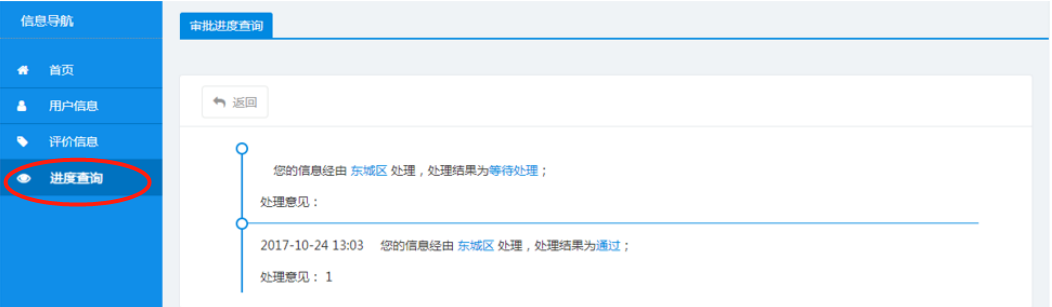 信息导航
首页
用户信息
评价信息
进度查询
审批进度查询
返回
您的信息经由 东城区 处理，处理结果为等待处理；
处理意见：
2017-10-24 13:03 您的信息经由 东城区 处理，处理结果为通过；
处理意见： 1